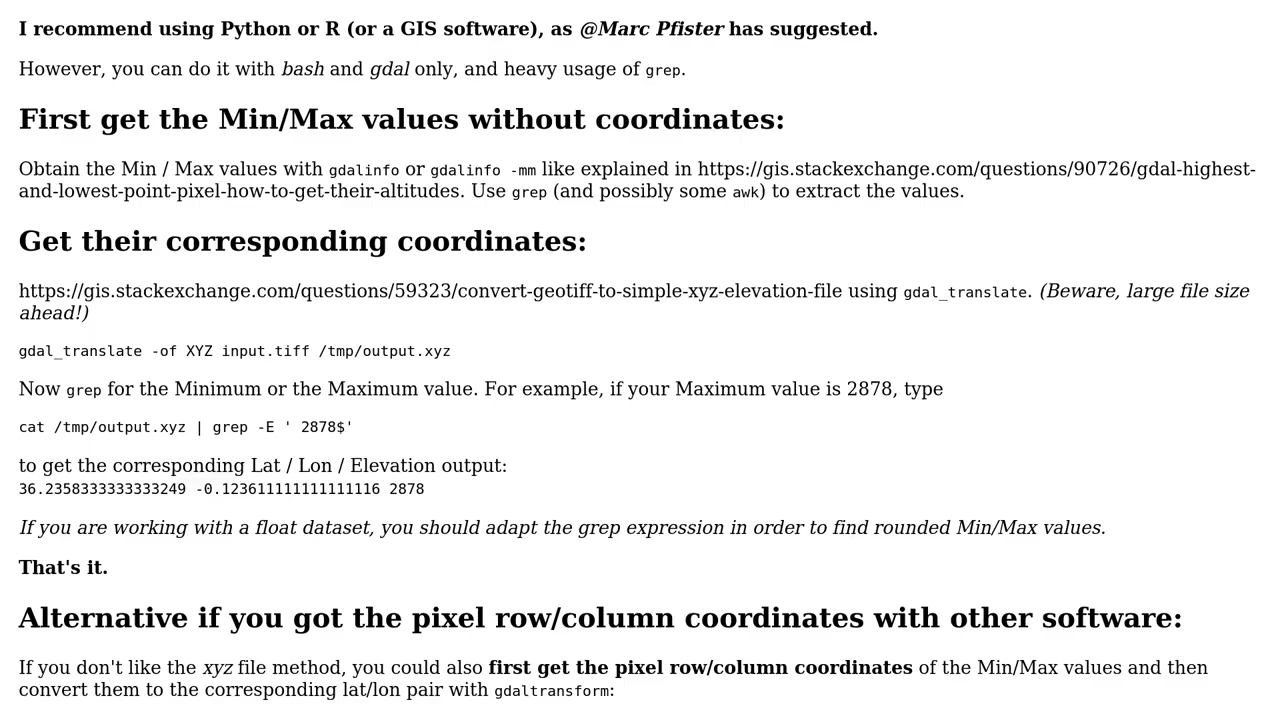 I recommend using Python or R (or a GIS software), as @Marc Pfister has suggested.
However, you can do it with bash and gdal only, and heavy usage of grep.
First get the Min/Max values without coordinates:
Obtain the Min / Max values with gdalinfo or gdalinfo -mm like explained in https://gis.stackexchange.com/questions/90726/gdal-highest-
and-lowest-point-pixel-how-to-get-their-altitudes. Use grep (and possibly some awk) to extract the values.
Get their corresponding coordinates:
https://gis.stackexchange.com/questions/59323/convert-geotiff-to-simple-xyz-elevation-file using gdal_translate. (Beware, large file size
ahead!)
gdal_translate -of XYZ input.tiff /tmp/output.xyz
Now grep for the Minimum or the Maximum value. For example, if your Maximum value is 2878, type
cat /tmp/output.xyz | grep -E ' 2878$'
to get the corresponding Lat / Lon / Elevation output:
36.2358333333333249 -0.123611111111111116 2878
If you are working with a float dataset, you should adapt the grep expression in order to find rounded Min/Max values.
That's it.
Alternative if you got the pixel row/column coordinates with other software:
If you don't like the xyz file method, you could also first get the pixel row/column coordinates of the Min/Max values and then
convert them to the corresponding lat/lon pair with gdaltransform: